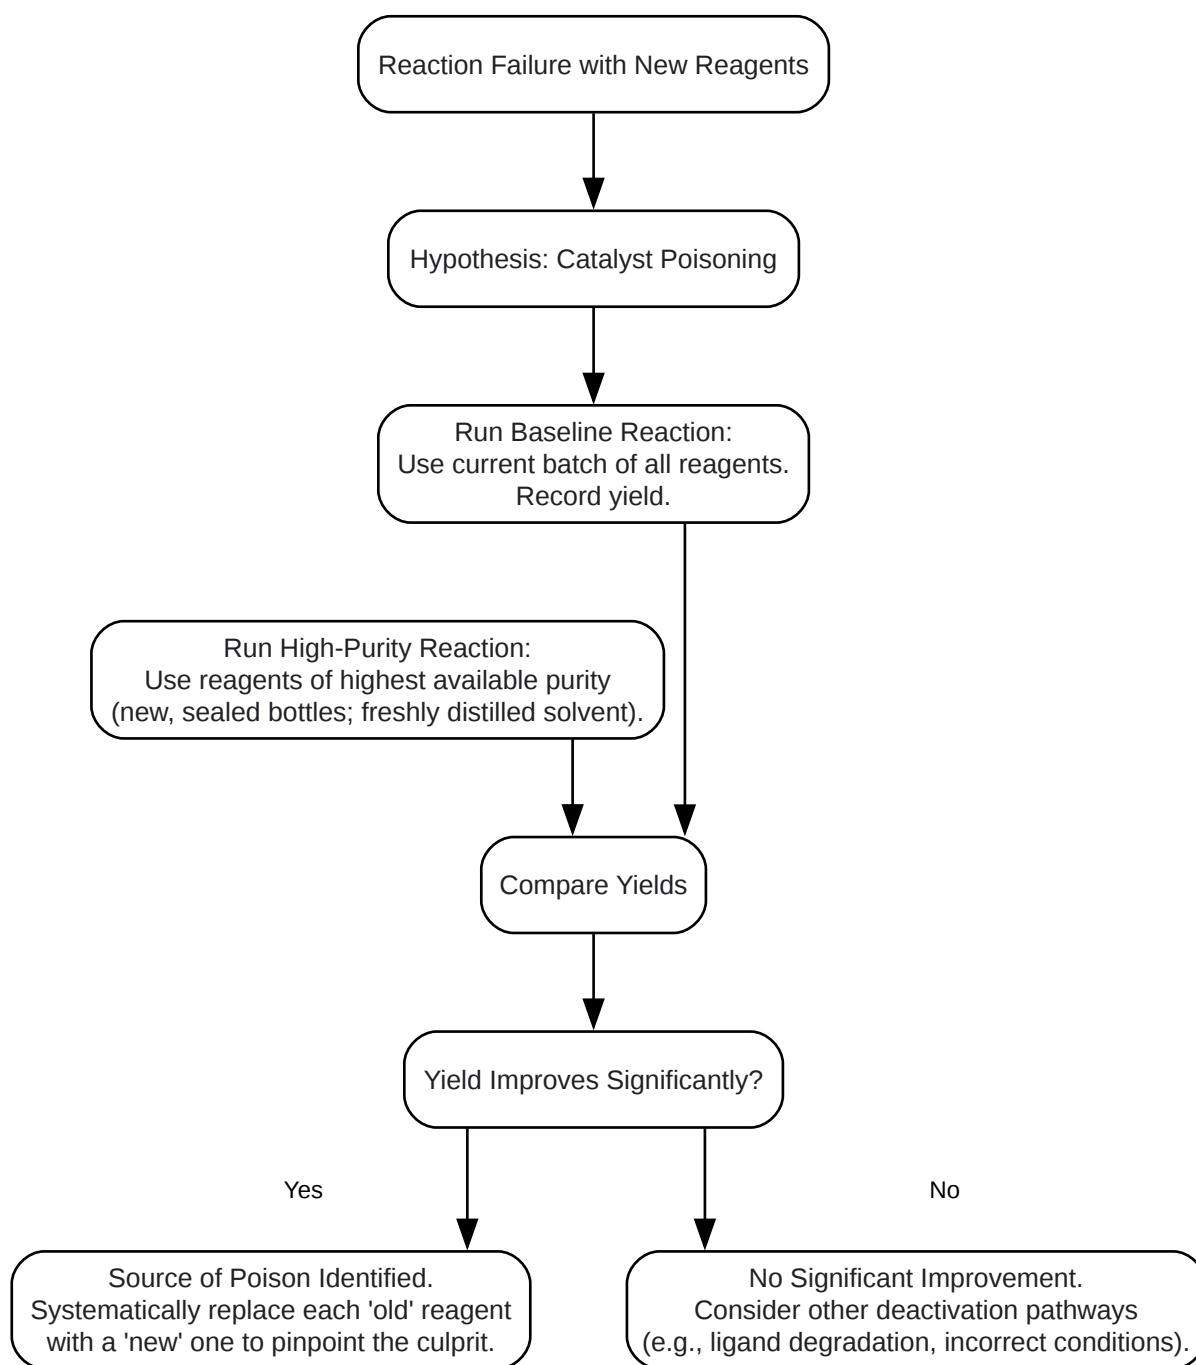 Reaction Failure with New Reagents
Hypothesis: Catalyst Poisoning
Run Baseline Reaction:
Use current batch of all reagents.
Record yield.
Run High-Purity Reaction:
Use reagents of highest available purity
(new, sealed bottles; freshly distilled solvent).
Compare Yields
Yield Improves Significantly?
Yes
No
Source of Poison Identified.
Systematically replace each 'old' reagent
with a 'new' one to pinpoint the culprit.
No Significant Improvement.
Consider other deactivation pathways
(e.g., ligand degradation, incorrect conditions).